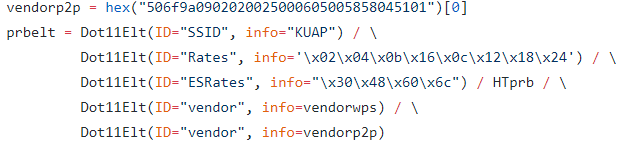 vendorp2p = hex("506f9a0902020025000605005858045101")[0]
prbelt = Dot11Elt(ID="SSID", info="KUAP") / \
Dot11Elt(ID="Rates", info='\x02\x04\x0b\x16\x0c\x12\x18\x24') / \
Dot11Elt(ID="ESRates", info="\x30\x48\x60\x6c") / HTprb / \
Dot11Elt(ID="vendor", info=vendorwps) / \
Dot11Elt(ID="vendor", info=vendorp2p)